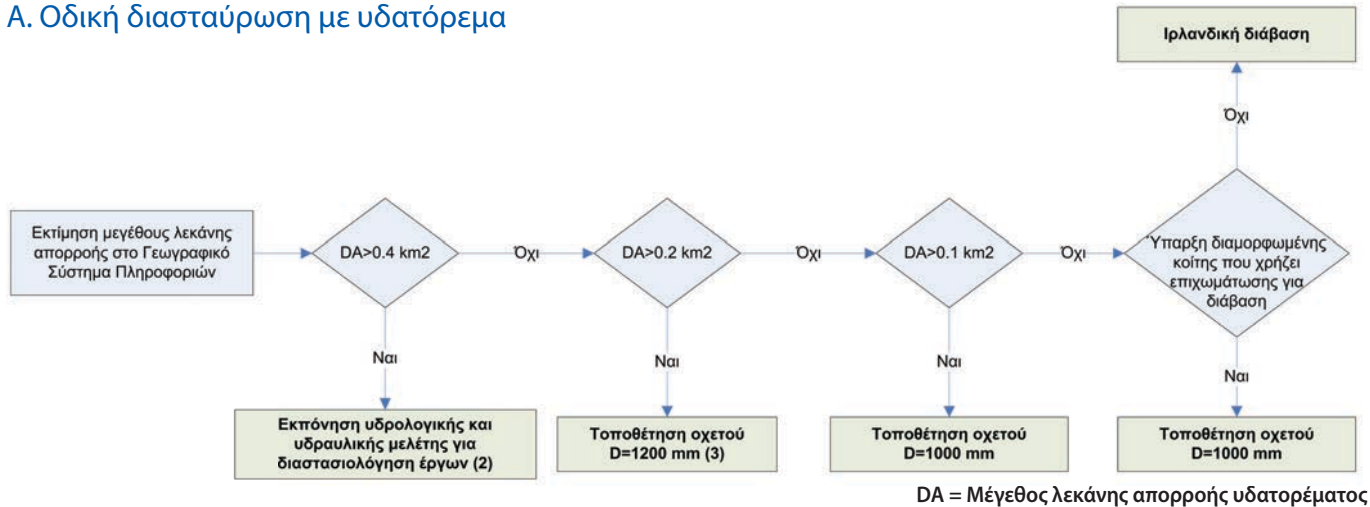 Α. Οδική διασταύρωση με υδατόρεμα
Ιρλανδική διάβαση
Όχι
Εκτίμηση μεγέθους λεκάνης
απορροής στο Γεωγραφικό
Σύστημα Πληροφοριών
DA>0.4 km2
Όχι
DA>0.2 km2
Όχι
DA>0.1 km2
Όχι
Ύπαρξη διαμορφωμένης
κοίτης που χρήζει
επιχωμάτωσης για
διάβαση
Ναι
Ναι
Ναι
Ναι
Εκπόνηση υδρολογικής και
υδραυλικής μελέτης για
διαστασιολόγηση έργων (2)
Τοποθέτηση οχετού
D=1200 mm (3)
Τοποθέτηση οχετού
D=1000 mm
Τοποθέτηση οχετού
D=1000 mm
DA = Μέγεθος λεκάνης απορροής υδατορέματος